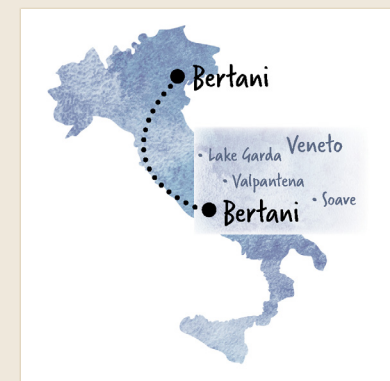 Bertani
Veneto
• Lake Garda
• Valpantena
• Soave
Bertani